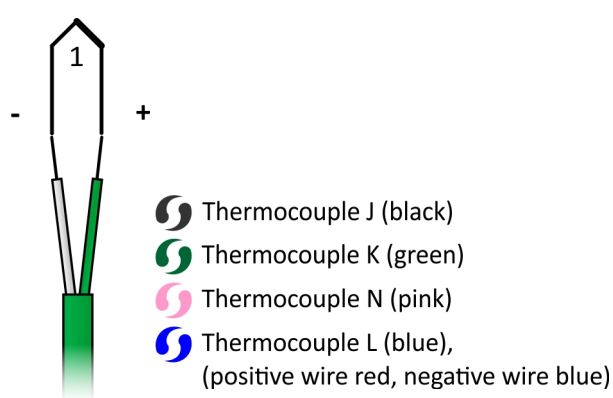 1
- +
Thermocouple J (black)
Thermocouple K (green)
Thermocouple N (pink)
Thermocouple L (blue),
(positive wire red, negative wire blue)